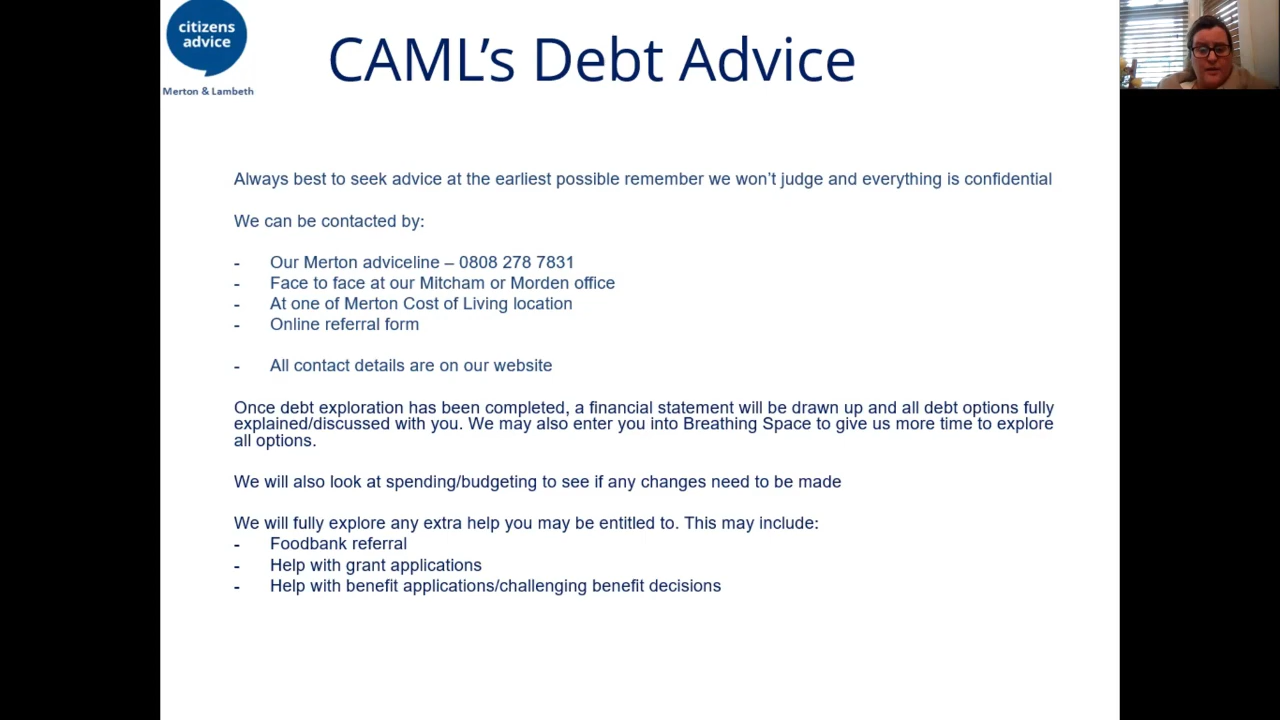 citizens
advice
Merton & Lambeth
CAML’s Debt Advice
Always best to seek advice at the earliest possible remember we won’t judge and everything is confidential
We can be contacted by:
- Our Merton adviceline – 0808 278 7831
- Face to face at our Mitcham or Morden office
- At one of Merton Cost of Living location
- Online referral form
- All contact details are on our website
Once debt exploration has been completed, a financial statement will be drawn up and all debt options fully
explained/discussed with you. We may also enter you into Breathing Space to give us more time to explore
all options.
We will also look at spending/budgeting to see if any changes need to be made
We will fully explore any extra help you may be entitled to. This may include:
- Foodbank referral
- Help with grant applications
- Help with benefit applications/challenging benefit decisions